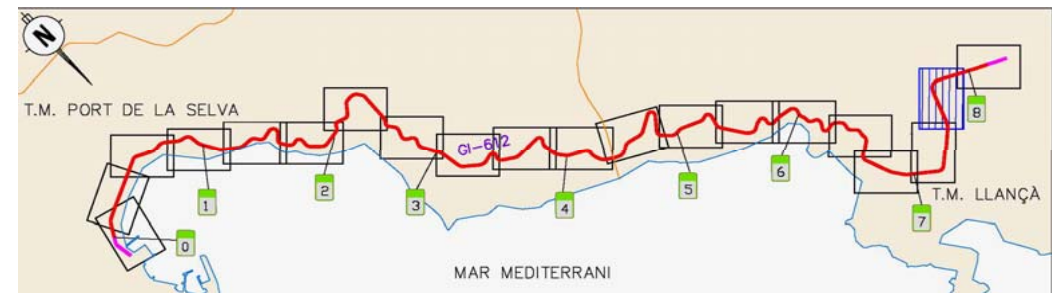 N
T.M. PORT DE LA SELVA
GI-612
8
6
5
1
2
3
4
7
T.M. LLANÇÀ
0
MAR MEDITERRANI